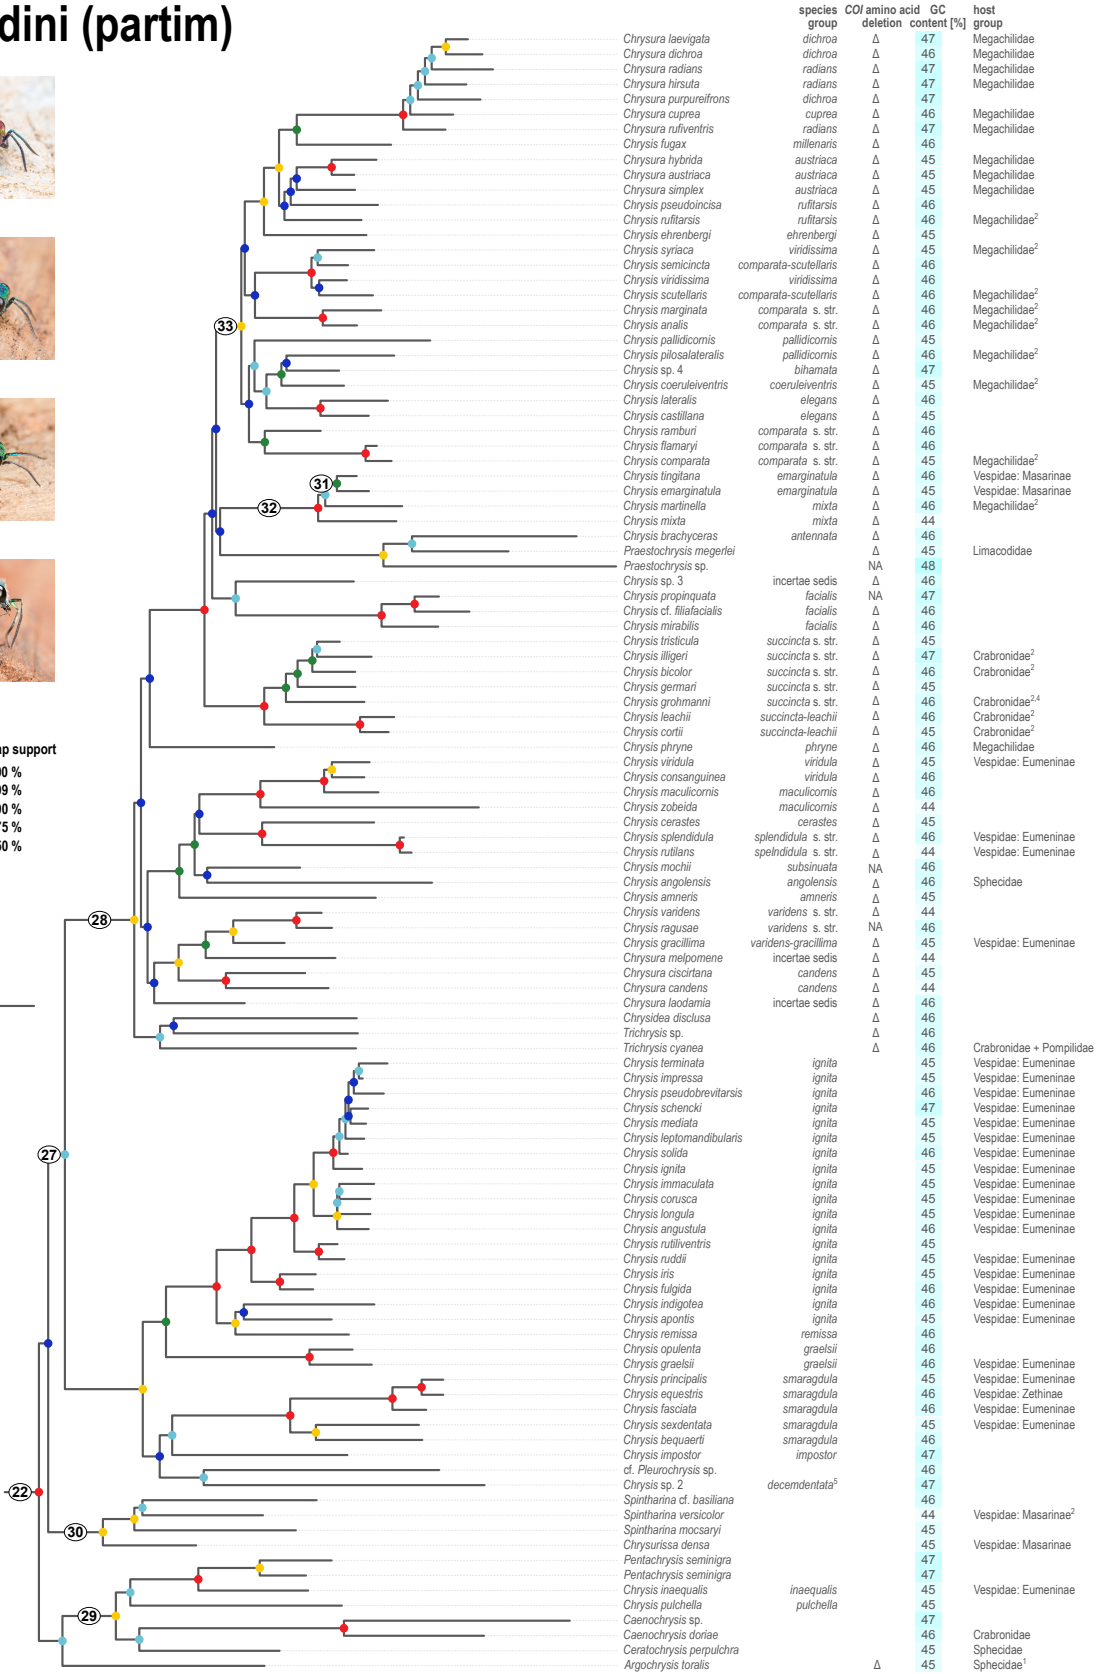 dini (partim)
species group COI amino acid deletion GC content [%] host group
Chrysura laevigata dichroa Δ 47 Megachilidae
Chrysura dichroa dichroa Δ 46 Megachilidae
Chrysura radians radians Δ 47 Megachilidae
Chrysura hirsuta radians Δ 47 Megachilidae
Chrysura purpureifrons dichroa Δ 47
Chrysura cuprea cuprea Δ 46 Megachilidae
Chrysura rufiventris radians Δ 47 Megachilidae
Chrysis fugax millenaris Δ 46
Chrysura hybrida austriaca Δ 45 Megachilidae
Chrysura austriaca austriaca Δ 45 Megachilidae
Chrysura simplex austriaca Δ 45 Megachilidae
Chrysis pseudoincisa rufitarsis Δ 46
Chrysis rufitarsis rufitarsis Δ 46 Megachilidae2
Chrysis ehrenbergi ehrenbergi Δ 45
Chrysis syriaca viridissima Δ 45 Megachilidae2
Chrysis semicincta comparata-scutellaris Δ 46
Chrysis viridissima viridissima Δ 46
Chrysis scutellaris comparata-scutellaris Δ 46 Megachilidae2
Chrysis marginata comparata s. str. Δ 46 Megachilidae2
33 Chrysis analis comparata s. str. Δ 46 Megachilidae2
Chrysis pallidicornis pallidicornis Δ 45
Chrysis pilosalateralis pallidicornis Δ 46 Megachilidae2
Chrysis sp. 4 bihamata Δ 47
Chrysis coeruleiventris coeruleiventris Δ 45 Megachilidae2
Chrysis lateralis elegans Δ 46
Chrysis castillana elegans Δ 45
Chrysis ramburi comparata s. str. Δ 46
Chrysis flamaryi comparata s. str. Δ 46
Chrysis comparata comparata s. str. Δ 45 Megachilidae2
Chrysis tingitana emarginatula Δ 46 Vespidae: Masarinae
31 Chrysis emarginatula emarginatula Δ 45 Vespidae: Masarinae
32 Chrysis martinella mixta Δ 46 Megachilidae2
Chrysis mixta mixta Δ 44
Chrysis brachyceras antennata Δ 46
Praestochrysis megerlei Δ 45 Limacodidae
Praestochrysis sp. NA 48
Chrysis sp. 3 incertae sedis Δ 46
Chrysis propinquata facialis NA 47
Chrysis cf. filiafacialis facialis Δ 46
Chrysis mirabilis facialis Δ 46
Chrysis tristicula succincta s. str. Δ 45
Chrysis illigeri succincta s. str. Δ 47 Crabronidae2
Chrysis bicolor succincta s. str. Δ 46 Crabronidae2
Chrysis germari succincta s. str. Δ 45
Chrysis grohmanni succincta s. str. Δ 46 Crabronidae2,4
Chrysis leachii succincta-leachii Δ 46 Crabronidae2
Chrysis cortii succincta-leachii Δ 45 Crabronidae2
Chrysis phryne phryne Δ 46 Megachilidae
ap support
Chrysis viridula viridula Δ 45 Vespidae: Eumeninae
00 %
Chrysis consanguinea viridula Δ 46
99 %
Chrysis maculicornis maculicornis Δ 46
90 %
Chrysis zobeida maculicornis Δ 44
75 %
Chrysis cerastes cerastes Δ 45
50 %
Chrysis splendidula splendidula s. str. Δ 46 Vespidae: Eumeninae
Chrysis rutilans spelndidula s. str. Δ 44 Vespidae: Eumeninae
Chrysis mochii subsinuata NA 46
Chrysis angolensis angolensis Δ 46 Sphecidae
Chrysis amneris amneris Δ 45
Chrysis varidens varidens s. str. Δ 44
28 Chrysis ragusae varidens s. str. NA 46
Chrysis gracillima varidens-gracillima Δ 45 Vespidae: Eumeninae
Chrysura melpomene incertae sedis Δ 44
Chrysura ciscirtana candens Δ 45
Chrysura candens candens Δ 44
Chrysura laodamia incertae sedis Δ 46
Chrysidea disclusa Δ 46
Trichrysis sp. Δ 46
Trichrysis cyanea Δ 46 Crabronidae + Pompilidae
Chrysis terminata ignita 45 Vespidae: Eumeninae
Chrysis impressa ignita 45 Vespidae: Eumeninae
Chrysis pseudobrevitarsis ignita 46 Vespidae: Eumeninae
Chrysis schencki ignita 47 Vespidae: Eumeninae
Chrysis mediata ignita 45 Vespidae: Eumeninae
Chrysis leptomandibularis ignita 45 Vespidae: Eumeninae
27 Chrysis solida ignita 46 Vespidae: Eumeninae
Chrysis ignita ignita 45 Vespidae: Eumeninae
Chrysis immaculata ignita 45 Vespidae: Eumeninae
Chrysis corusca ignita 45 Vespidae: Eumeninae
Chrysis longula ignita 45 Vespidae: Eumeninae
Chrysis angustula ignita 46 Vespidae: Eumeninae
Chrysis rutiliventris ignita 45
Chrysis ruddii ignita 45 Vespidae: Eumeninae
Chrysis iris ignita 45 Vespidae: Eumeninae
Chrysis fulgida ignita 46 Vespidae: Eumeninae
Chrysis indigotea ignita 46 Vespidae: Eumeninae
Chrysis apontis ignita 45 Vespidae: Eumeninae
Chrysis remissa remissa 46
Chrysis opulenta graelsii 46
Chrysis graelsii graelsii 46 Vespidae: Eumeninae
Chrysis principalis smaragdula 45 Vespidae: Eumeninae
Chrysis equestris smaragdula 46 Vespidae: Zethinae
Chrysis fasciata smaragdula 46 Vespidae: Eumeninae
Chrysis sexdentata smaragdula 45 Vespidae: Eumeninae
Chrysis bequaerti smaragdula 46
Chrysis impostor impostor 47
cf. Pleurochrysis sp. 46
Chrysis sp. 2 decemdentata5 47
22 Spintharina cf. basiliana 46
Spintharina versicolor 44 Vespidae: Masarinae2
30 Spintharina mocsaryi 45
Chrysurissa densa 45 Vespidae: Masarinae
Pentachrysis seminigra 47
Pentachrysis seminigra 47
Chrysis inaequalis inaequalis 45 Vespidae: Eumeninae
Chrysis pulchella pulchella 45
29 Caenochrysis sp. 47
Caenochrysis doriae 46 Crabronidae
Ceratochrysis perpulchra 45 Sphecidae
Argochrysis toralis Δ 45 Sphecidae1